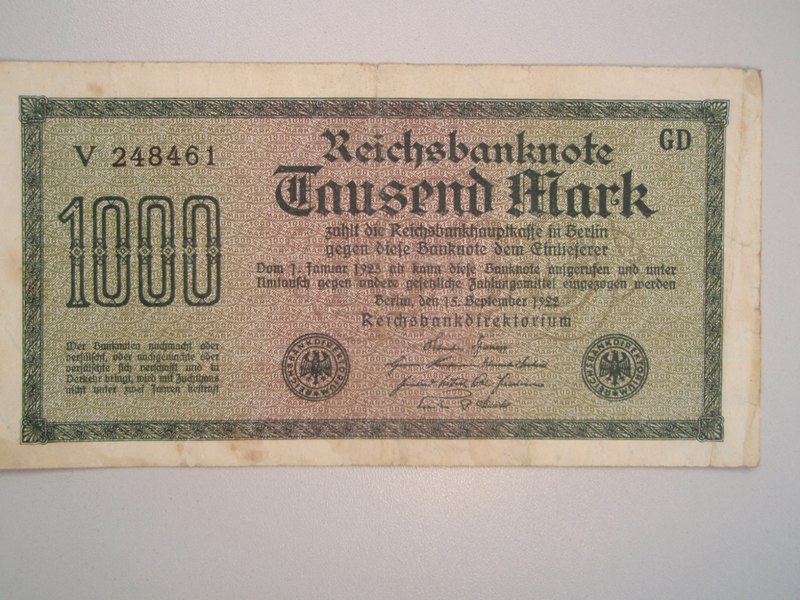 V 248461
GD
Reichsbanknote
Tausend Mark
1000
zahlt die Reichsbankhauptkasse in Berlin
gegen diese Banknote dem Einlieferer
Vom 1. Januar 1923 ab kann diese Banknote aufgerufen und unter
Umtausch gegen andere gesetzliche Zahlungsmittel eingezogen werden
Berlin, den 15. September 1922
Reichsbankdirektorium
Wer Banknoten nachmacht oder
verfälscht, oder nachgemachte oder
verfälschte sich verschafft und in
Verkehr bringt, wird mit Zuchthaus
nicht unter zwei Jahren bestraft
REICHSBANKDIREKTORIUM
REICHSBANKDIREKTORIUM